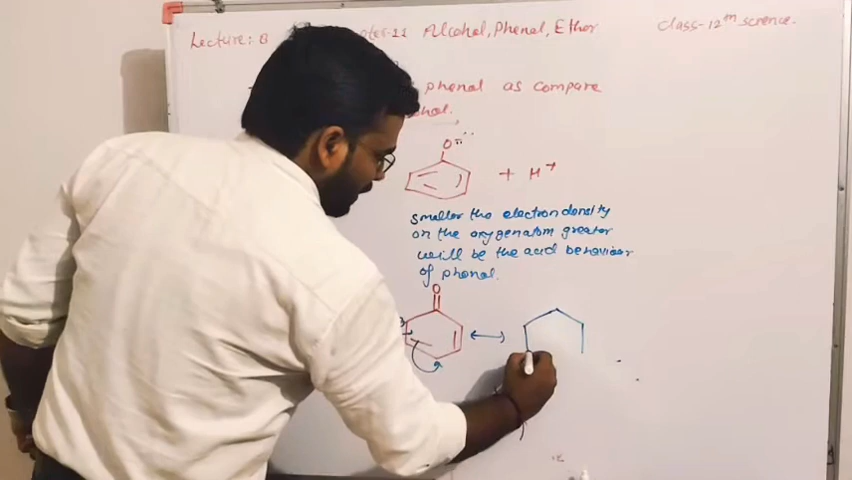 Lecture: 8 Alcohol, Phenol, Ether class-12th science.
phenol as compare
O
+ H+
smaller the electron density
on the oxygen atom greater
will be the acid behaviour
of phenol.
O